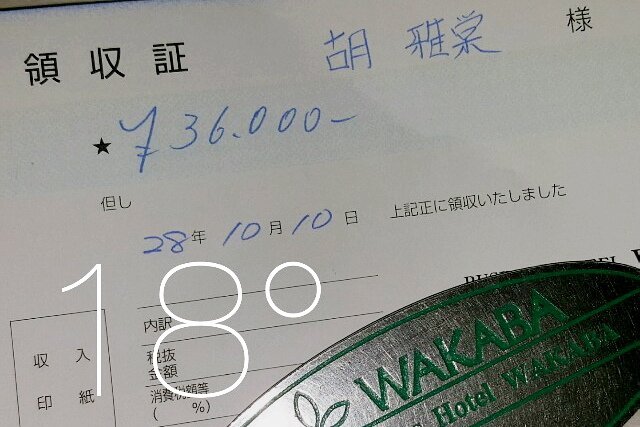 領収証 胡 雅棠 様
★ ¥36.000-
但し
28年 10月 10日 上記正に領収いたしました
18°
内訳
収入
印紙
税抜
金額
消費税額等
( %)
WAKABA
Hotel WAKABA